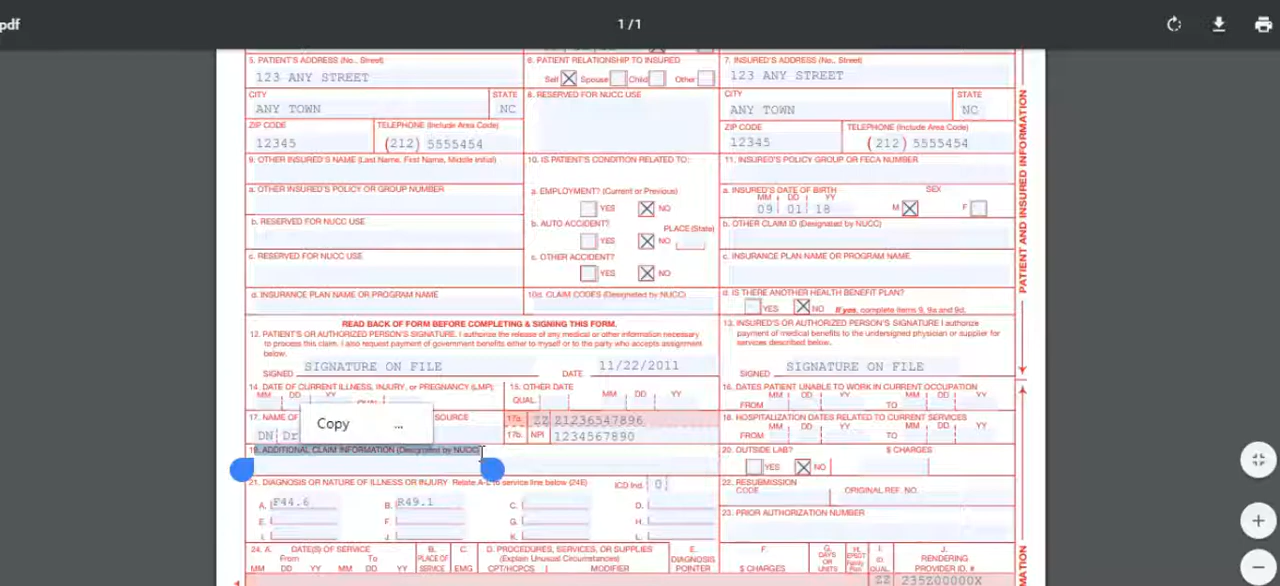 pdf
1/1
5. PATIENT'S ADDRESS (No., Street)
6. PATIENT RELATIONSHIP TO INSURED
7. INSURED'S ADDRESS (No., Street)
123 ANY STREET
Self Spouse Child Other
123 ANY STREET
CITY
STATE
8. RESERVED FOR NUCC USE
CITY
STATE
ANY TOWN
NC
ANY TOWN
NC
ZIP CODE
TELEPHONE (Include Area Code)
ZIP CODE
TELEPHONE (Include Area Code)
12345
(212) 5555454
12345
(212) 5555454
9. OTHER INSURED'S NAME (Last Name, First Name, Middle Initial)
10. IS PATIENT'S CONDITION RELATED TO:
11. INSURED'S POLICY GROUP OR FECA NUMBER
a. OTHER INSURED'S POLICY OR GROUP NUMBER
a. EMPLOYMENT? (Current or Previous)
YES NO
a. INSURED'S DATE OF BIRTH
SEX
MM DD YY
09 01 18
M F
b. RESERVED FOR NUCC USE
b. AUTO ACCIDENT?
PLACE (State)
YES NO
b. OTHER CLAIM ID (Designated by NUCC)
c. RESERVED FOR NUCC USE
c. OTHER ACCIDENT?
YES NO
c. INSURANCE PLAN NAME OR PROGRAM NAME
d. INSURANCE PLAN NAME OR PROGRAM NAME
10d. CLAIM CODES (Designated by NUCC)
d. IS THERE ANOTHER HEALTH BENEFIT PLAN?
YES NO If yes, complete items 9, 9a and 9d.
READ BACK OF FORM BEFORE COMPLETING & SIGNING THIS FORM.
12. PATIENT'S OR AUTHORIZED PERSON'S SIGNATURE. I authorize the release of any medical or other information necessary
to process this claim. I also request payment of government benefits either to myself or to the party who accepts assignment
below.
13. INSURED'S OR AUTHORIZED PERSON'S SIGNATURE I authorize
payment of medical benefits to the undersigned physician or supplier for
services described below.
SIGNED SIGNATURE ON FILE DATE 11/22/2011
SIGNED SIGNATURE ON FILE
14. DATE OF CURRENT ILLNESS, INJURY, or PREGNANCY (LMP)
MM DD YY
15. OTHER DATE
QUAL. MM DD YY
16. DATES PATIENT UNABLE TO WORK IN CURRENT OCCUPATION
MM DD YY MM DD YY
FROM TO
17. NAME OF SOURCE
DN Dr
Copy ...
17a. ZZ 21236547896
17b. NPI 1234567890
18. HOSPITALIZATION DATES RELATED TO CURRENT SERVICES
MM DD YY MM DD YY
FROM TO
19. ADDITIONAL CLAIM INFORMATION (Designated by NUCC)
20. OUTSIDE LAB? $ CHARGES
YES NO
21. DIAGNOSIS OR NATURE OF ILLNESS OR INJURY Relate A-L to service line below (24E)
ICD Ind. 0
22. RESUBMISSION
CODE ORIGINAL REF. NO.
A. F44.6 B. R49.1 C. D.
E. F. G. H.
I. J. K. L.
23. PRIOR AUTHORIZATION NUMBER
24. A. DATE(S) OF SERVICE
From To
MM DD YY MM DD YY
B.
PLACE OF
SERVICE
C.
EMG
D. PROCEDURES, SERVICES, OR SUPPLIES
(Explain Unusual Circumstances)
CPT/HCPCS MODIFIER
E.
DIAGNOSIS
POINTER
F.
$ CHARGES
G.
DAYS
OR
UNITS
H.
EPSDT
Family
Plan
I.
ID.
QUAL.
J.
RENDERING
PROVIDER ID. #
ZZ 235Z00000X
PATIENT AND INSURED INFORMATION